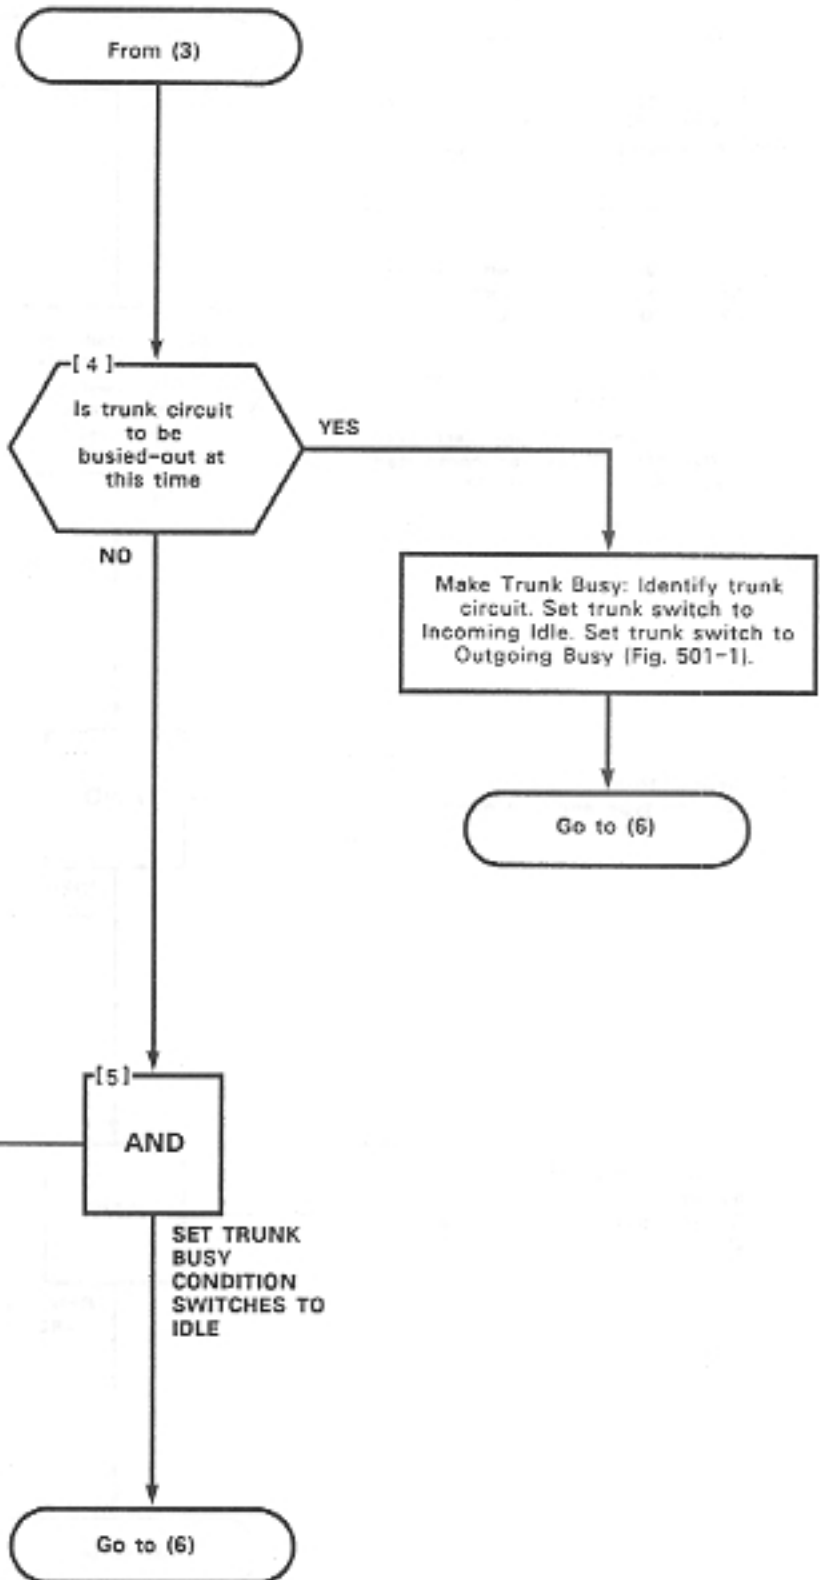 From (3)
[ 4 ]
Is trunk circuit
to be
busied-out at
this time
YES
NO
Make Trunk Busy: Identify trunk
circuit. Set trunk switch to
Incoming Idle. Set trunk switch to
Outgoing Busy (Fig. 501-1).
Go to (6)
[5]
AND
SET TRUNK
BUSY
CONDITION
SWITCHES TO
IDLE
Go to (6)